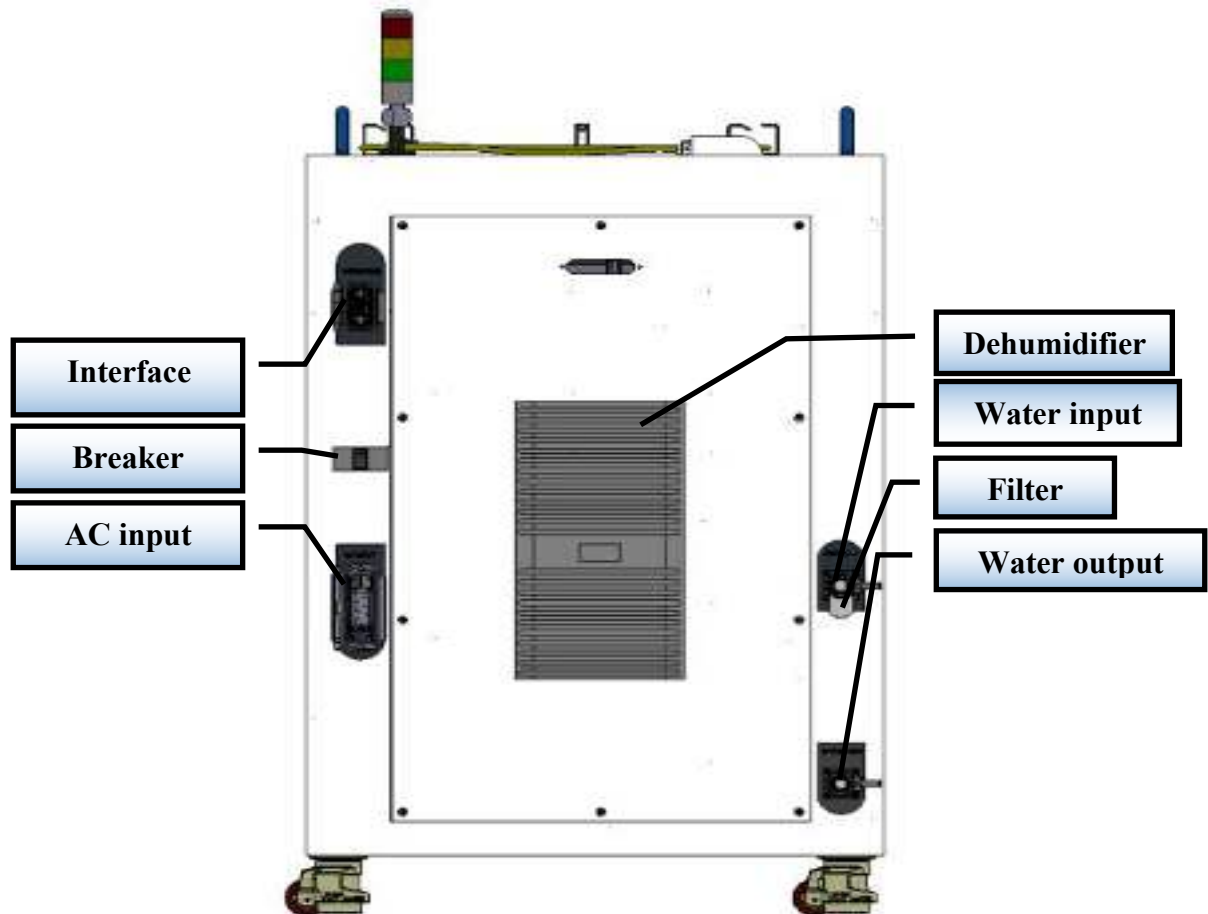 Interface
Breaker
AC input
Dehumidifier
Water input
Filter
Water output